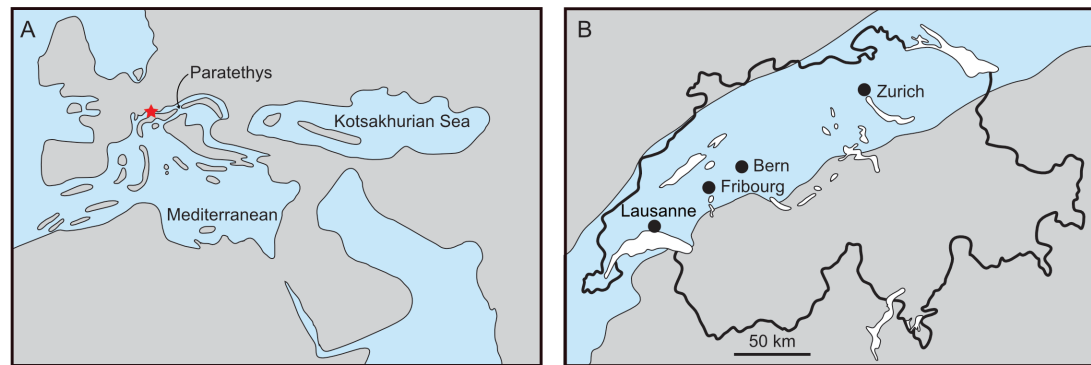 A
Paratethys
Kotsakhurian Sea
Mediterranean
B
Zurich
Bern
Fribourg
Lausanne
50 km